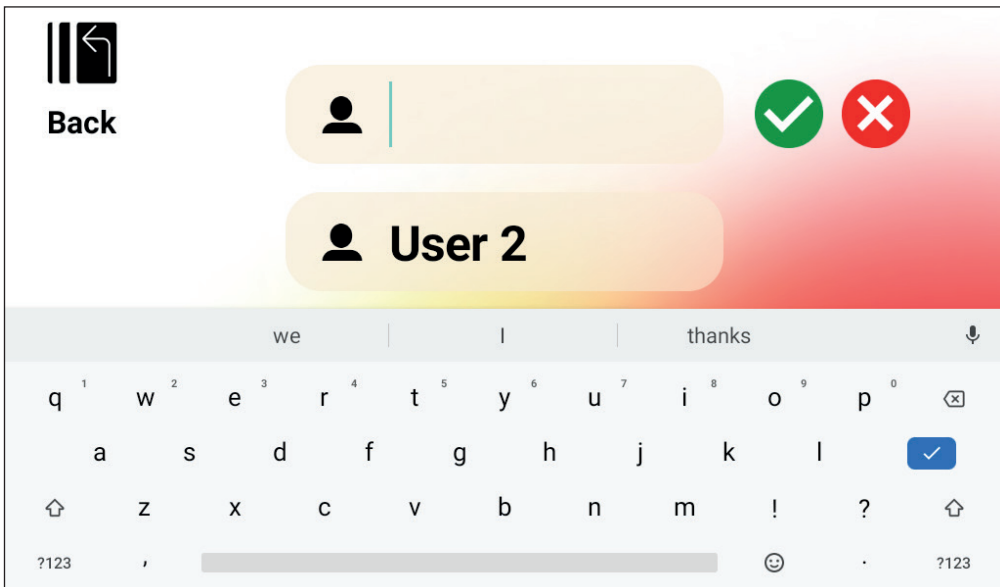 Back
User 2
we I thanks
q 1 w 2 e 3 r 4 t 5 y 6 u 7 i 8 o 9 p 0
a s d f g h j k l
z x c v b n m ! ?
?123 , . ?123